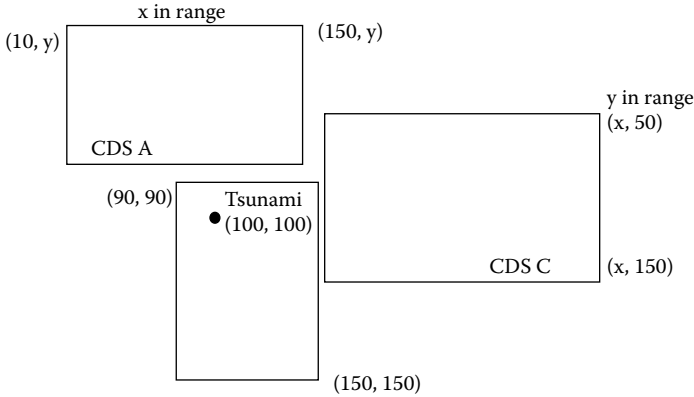 x in range
(10, y)
(150, y)
CDS A
y in range
(x, 50)
(90, 90)
Tsunami
(100, 100)
CDS C
(x, 150)
(150, 150)